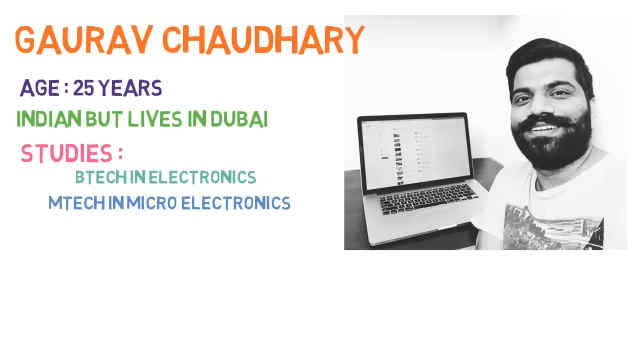 GAURAV CHAUDHARY
AGE : 25 YEARS
INDIAN BUT LIVES IN DUBAI
STUDIES :
BTECH IN ELECTRONICS
MTECH IN MICRO ELECTRONICS